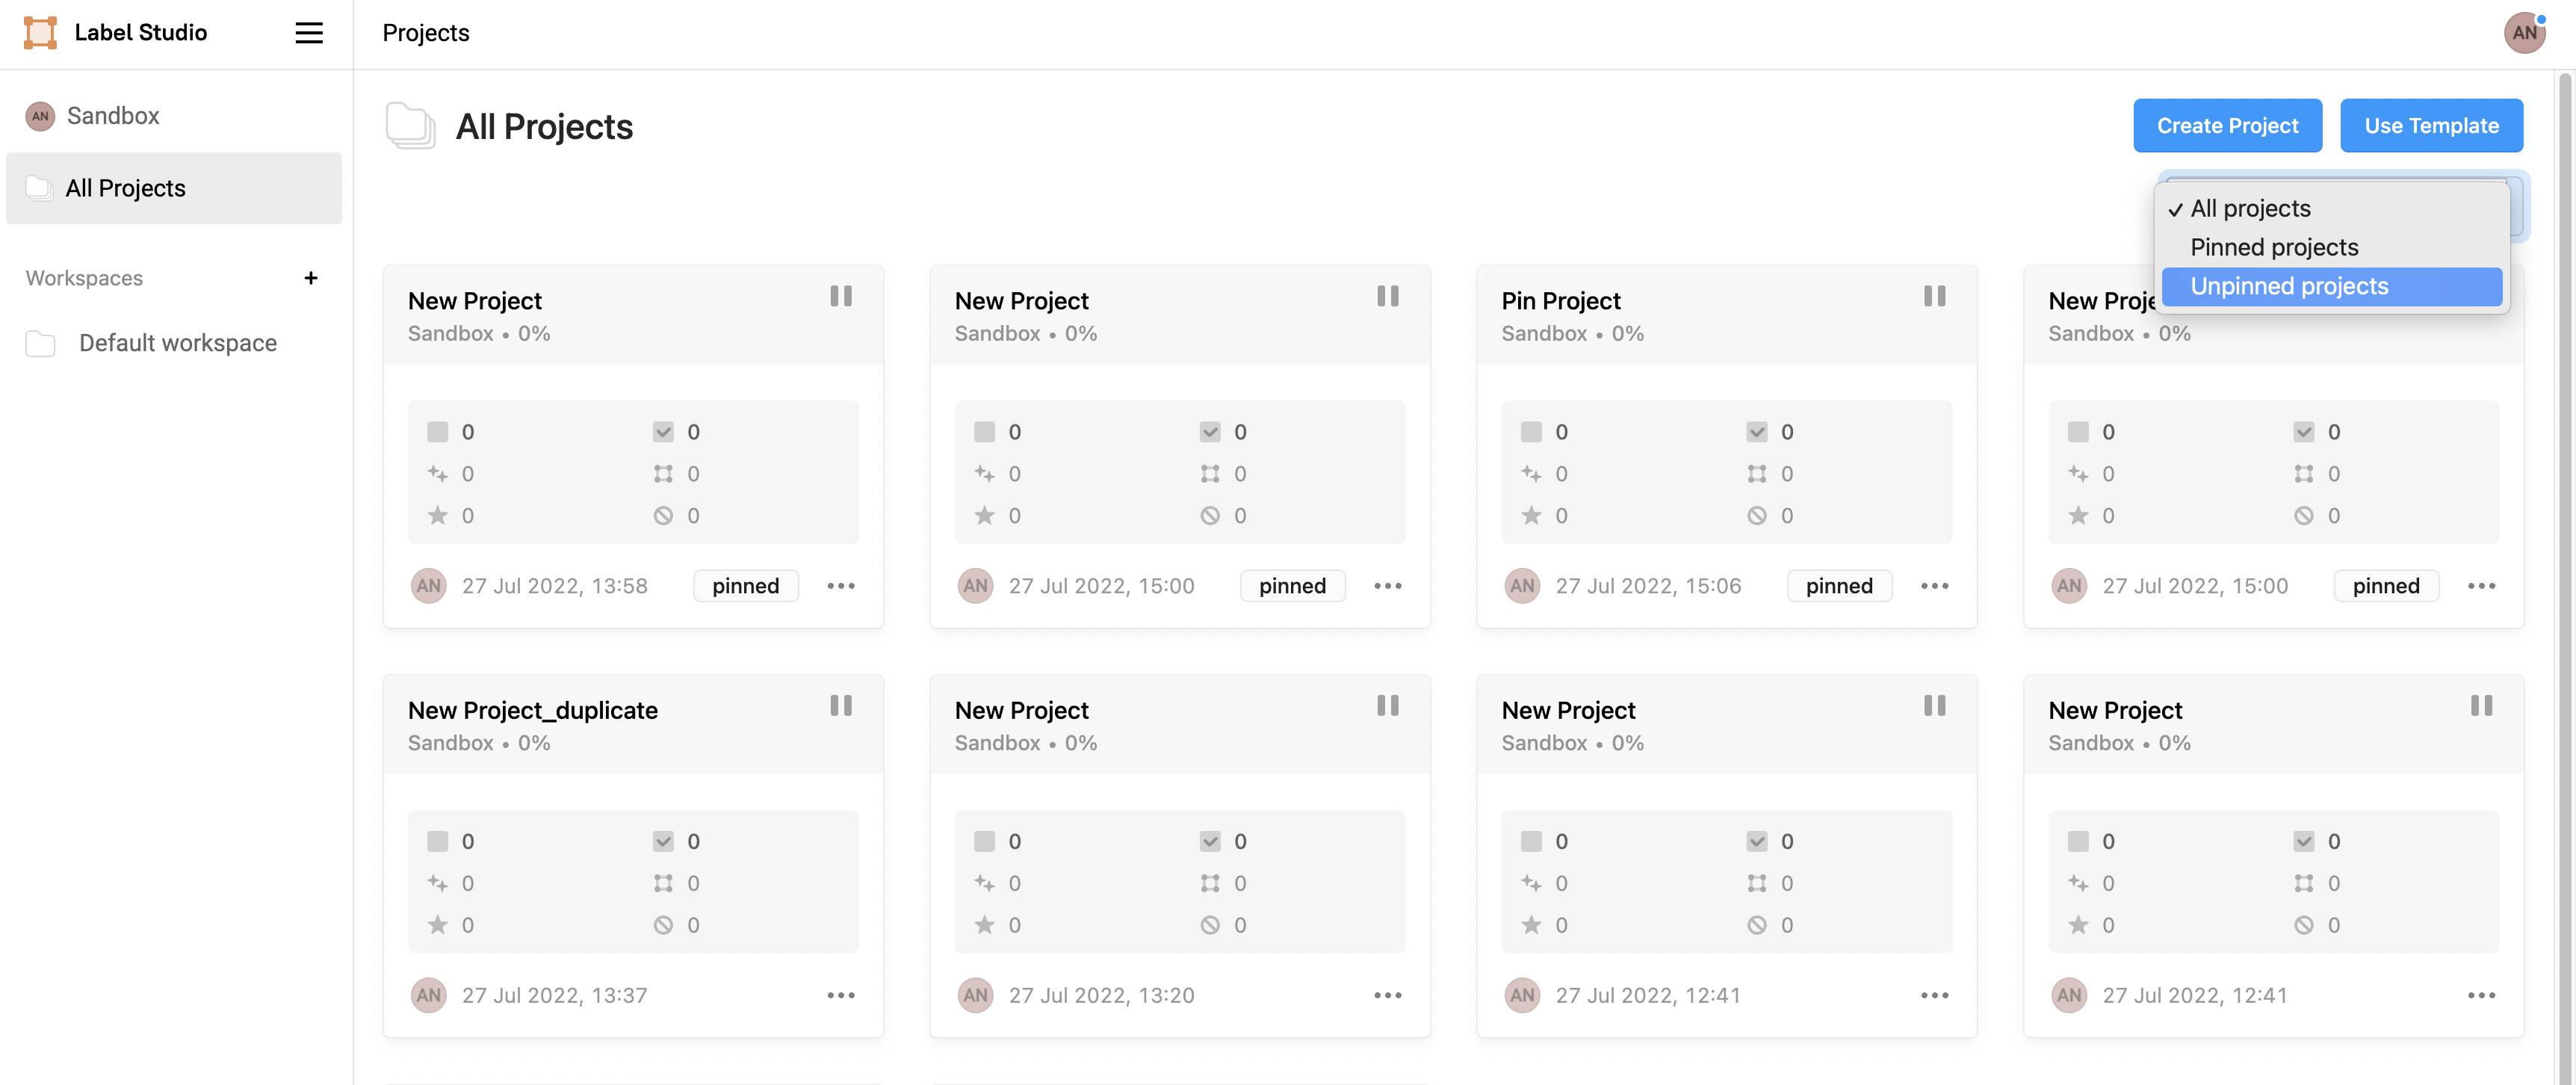 Label Studio
Projects
AN
AN Sandbox
All Projects
Workspaces +
Default workspace
All Projects
Create Project
Use Template
✓ All projects
Pinned projects
Unpinned projects
New Project
Sandbox • 0%
0 0
0 0
0 0
AN 27 Jul 2022, 13:58 pinned
New Project
Sandbox • 0%
0 0
0 0
0 0
AN 27 Jul 2022, 15:00 pinned
Pin Project
Sandbox • 0%
0 0
0 0
0 0
AN 27 Jul 2022, 15:06 pinned
New Proje
Sandbox • 0%
0 0
0 0
0 0
AN 27 Jul 2022, 15:00 pinned
New Project_duplicate
Sandbox • 0%
0 0
0 0
0 0
AN 27 Jul 2022, 13:37
New Project
Sandbox • 0%
0 0
0 0
0 0
AN 27 Jul 2022, 13:20
New Project
Sandbox • 0%
0 0
0 0
0 0
AN 27 Jul 2022, 12:41
New Project
Sandbox • 0%
0 0
0 0
0 0
AN 27 Jul 2022, 12:41